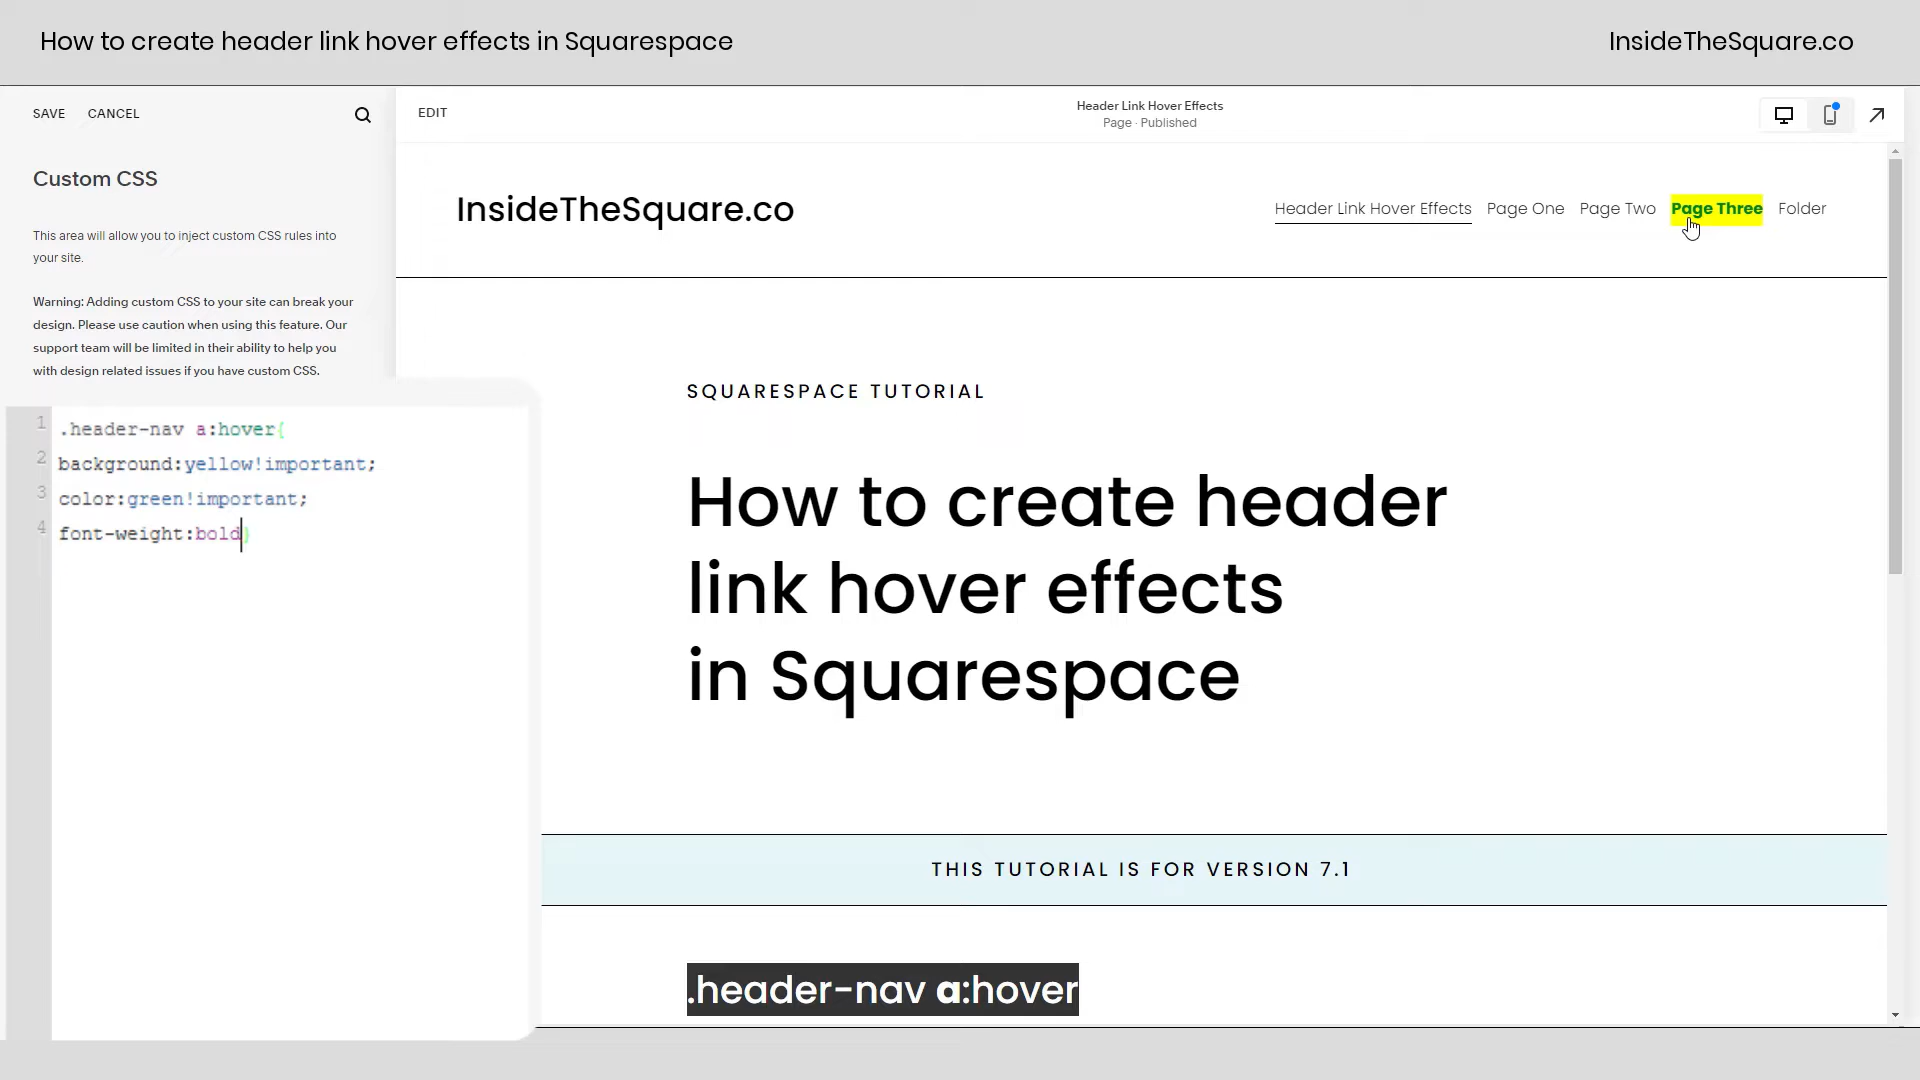 How to create header link hover effects in Squarespace
InsideTheSquare.co
SAVE CANCEL
EDIT
Header Link Hover Effects
Page · Published
Custom CSS
This area will allow you to inject custom CSS rules into
your site.
Warning: Adding custom CSS to your site can break your
design. Please use caution when using this feature. Our
support team will be limited in their ability to help you
with design related issues if you have custom CSS.
1 .header-nav a:hover{
2 background:yellow!important;
3 color:green!important;
4 font-weight:bold}
InsideTheSquare.co
Header Link Hover Effects Page One Page Two Page Three Folder
SQUARESPACE TUTORIAL
How to create header
link hover effects
in Squarespace
THIS TUTORIAL IS FOR VERSION 7.1
.header-nav a:hover